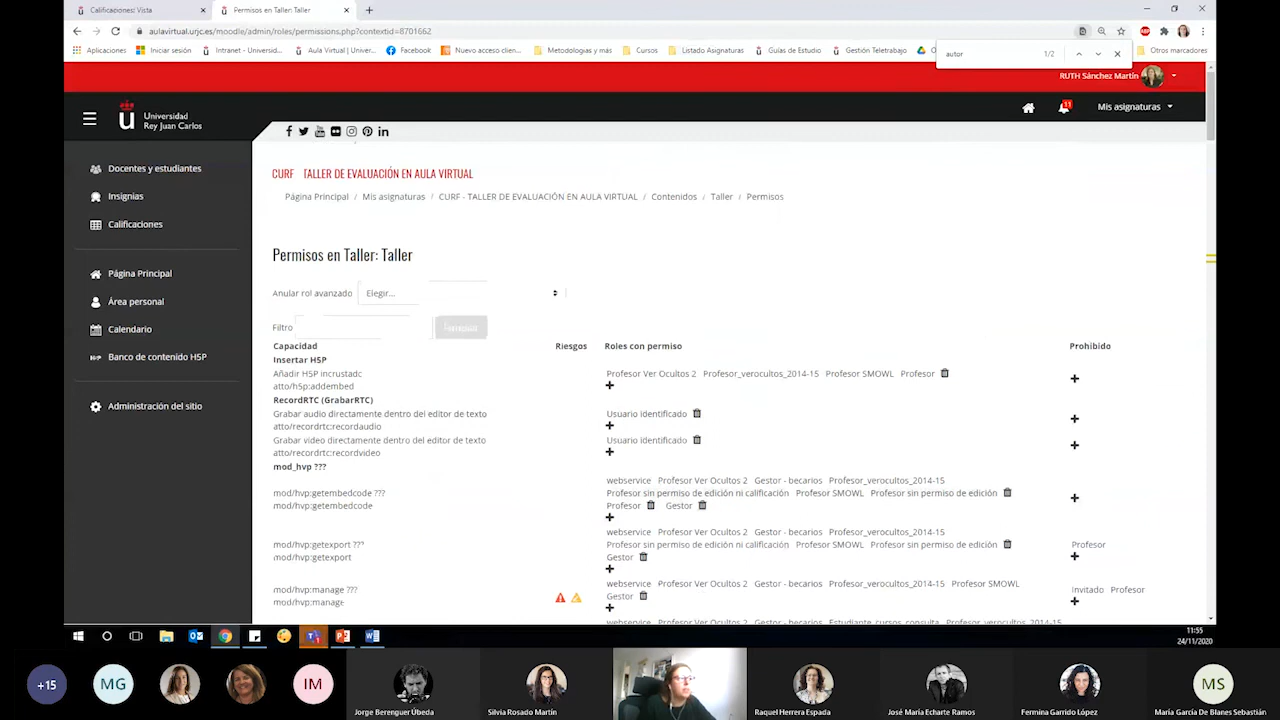 Calificaciones: Vista
Permisos en Taller: Taller
aulavirtual.urjc.es/moodle/admin/roles/permissions.php?contextid=8701662
Aplicaciones
Iniciar sesión
Intranet - Universid...
Aula Virtual | Univer...
Facebook
Nuevo acceso clien...
Metodologias y más
Cursos
Listado Asignaturas
Guías de Estudio
Gestión Teletrabajo
Otros marcadores
autor
1/2
RUTH Sánchez Martín
Universidad
Rey Juan Carlos
11
Mis asignaturas
Docentes y estudiantes
Insignias
Calificaciones
Página Principal
Área personal
Calendario
Banco de contenido H5P
Administración del sitio
CURF TALLER DE EVALUACIÓN EN AULA VIRTUAL
Página Principal / Mis asignaturas / CURF - TALLER DE EVALUACIÓN EN AULA VIRTUAL / Contenidos / Taller / Permisos
Permisos en Taller: Taller
Anular rol avanzado
Elegir...
Filtro
Capacidad
Riesgos
Roles con permiso
Prohibido
Insertar H5P
Añadir H5P incrustado
atto/h5p:addembed
Profesor Ver Ocultos 2 Profesor_verocultos_2014-15 Profesor SMOWL Profesor
RecordRTC (GrabarRTC)
Grabar audio directamente dentro del editor de texto
atto/recordrtc:recordaudio
Usuario identificado
Grabar video directamente dentro del editor de texto
atto/recordrtc:recordvideo
Usuario identificado
mod_hvp ???
mod/hvp:getembedcode ???
mod/hvp:getembedcode
webservice Profesor Ver Ocultos 2 Gestor - becarios Profesor_verocultos_2014-15
Profesor sin permiso de edición ni calificación Profesor SMOWL Profesor sin permiso de edición
Profesor Gestor
mod/hvp:getexport ???
mod/hvp:getexport
webservice Profesor Ver Ocultos 2 Gestor - becarios Profesor_verocultos_2014-15
Profesor sin permiso de edición ni calificación Profesor SMOWL Profesor sin permiso de edición
Gestor
Profesor
mod/hvp:manage ???
mod/hvp:manage
webservice Profesor Ver Ocultos 2 Gestor - becarios Profesor_verocultos_2014-15 Profesor SMOWL
Gestor
Invitado Profesor
webservice Profesor Ver Ocultos 2 Gestor - becarios Estudiante_cursos_consulta Profesor_verocultos_2014-15
11:55
24/11/2020
+15
MG
IM
Jorge Berenguer Úbeda
Silvia Rosado Martín
Raquel Herrera Espada
José María Echarte Ramos
Fermina Garrido López
MS
María García De Blanes Sebastián